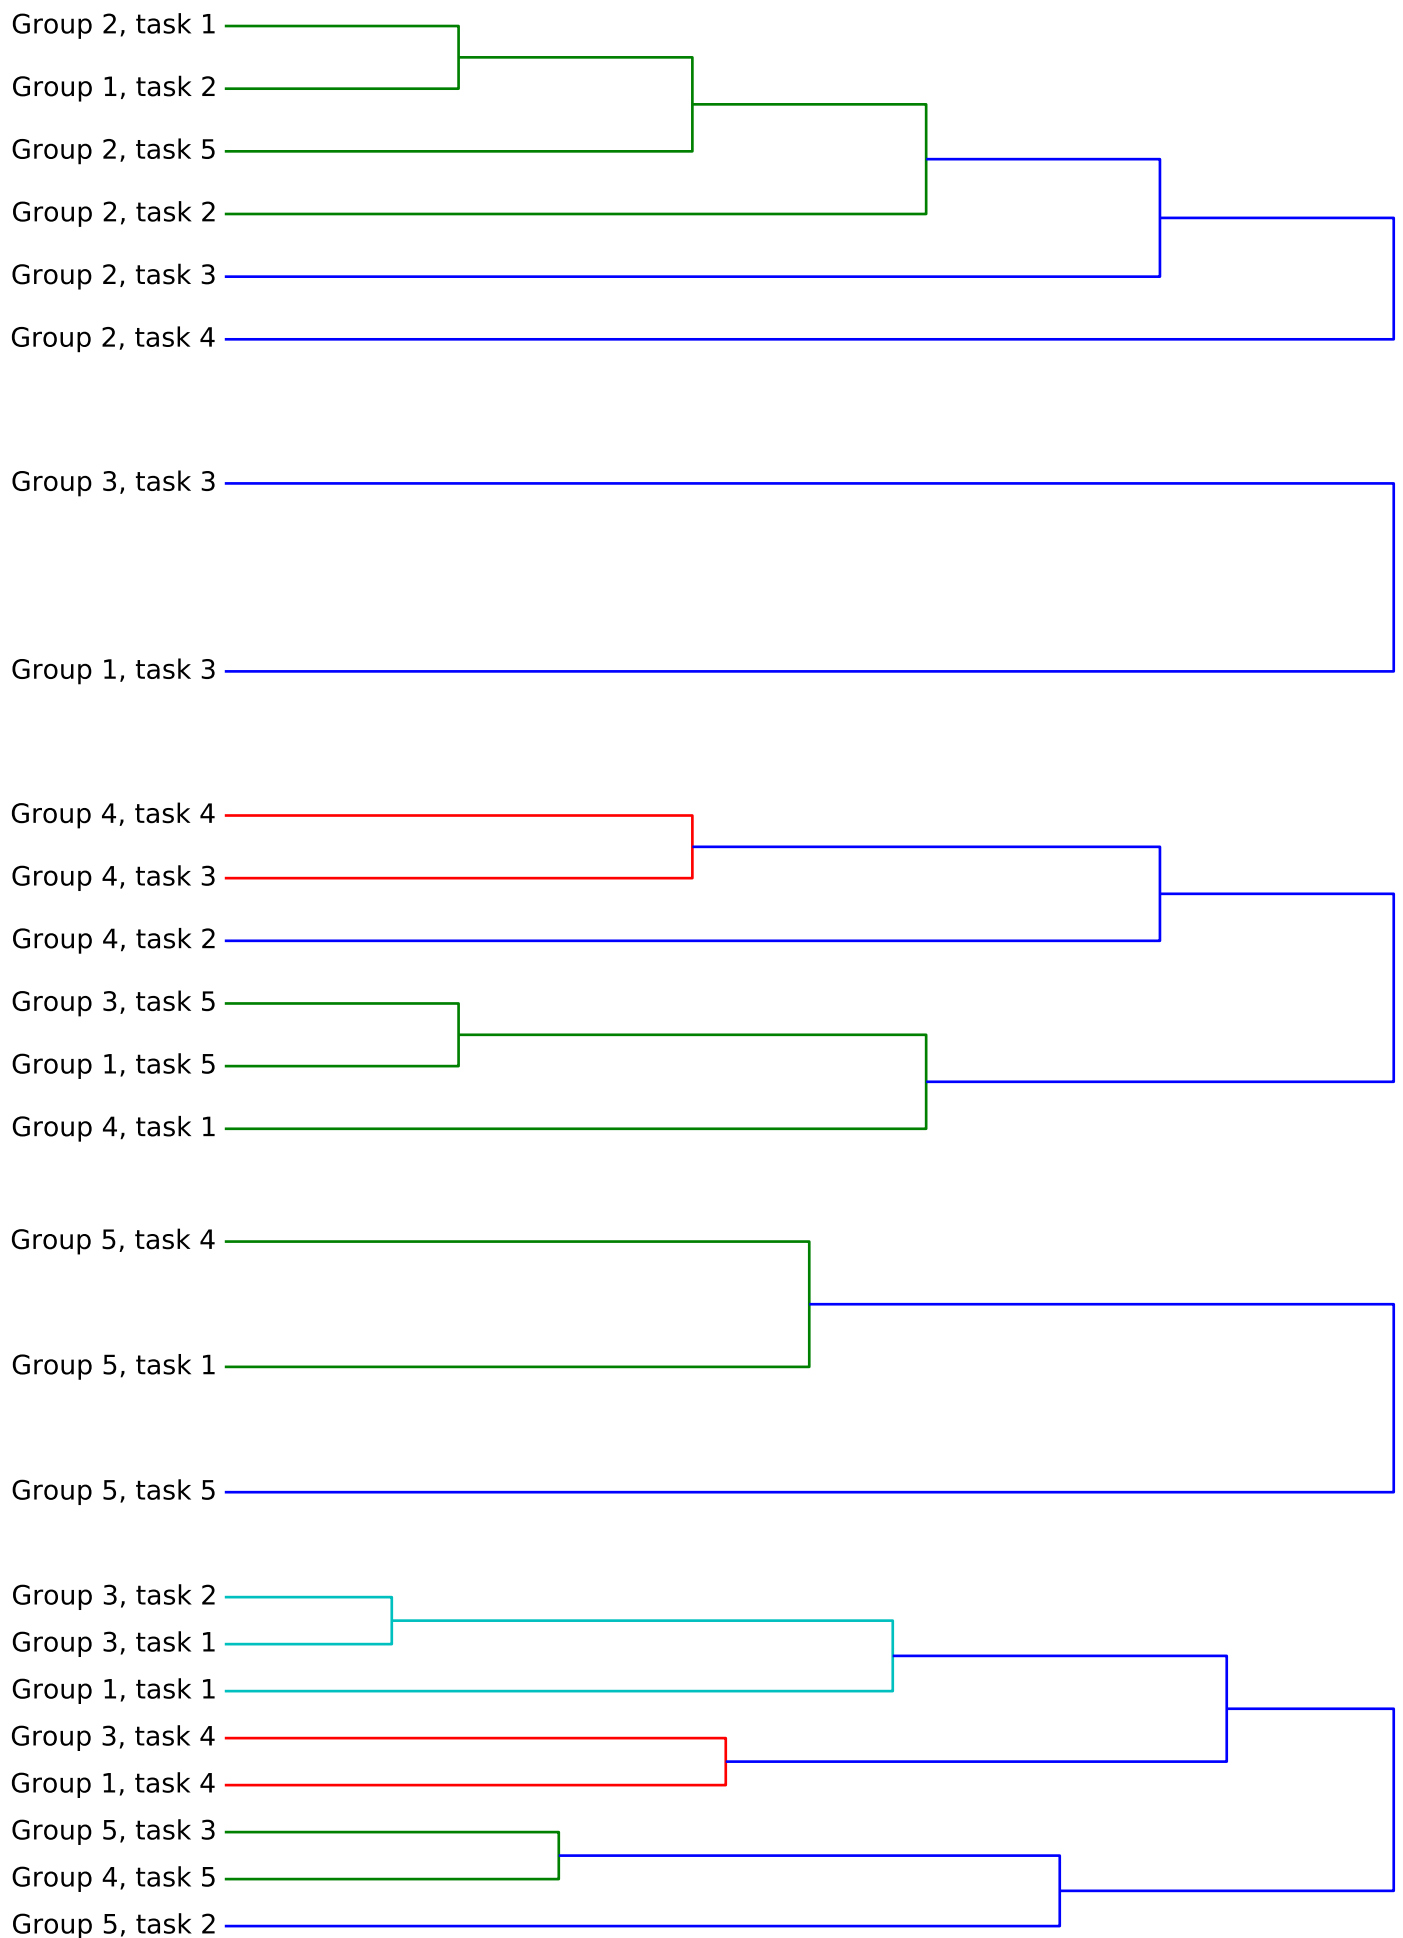 Group 2, task 1
Group 1, task 2
Group 2, task 5
Group 2, task 2
Group 2, task 3
Group 2, task 4
Group 3, task 3
Group 1, task 3
Group 4, task 4
Group 4, task 3
Group 4, task 2
Group 3, task 5
Group 1, task 5
Group 4, task 1
Group 5, task 4
Group 5, task 1
Group 5, task 5
Group 3, task 2
Group 3, task 1
Group 1, task 1
Group 3, task 4
Group 1, task 4
Group 5, task 3
Group 4, task 5
Group 5, task 2